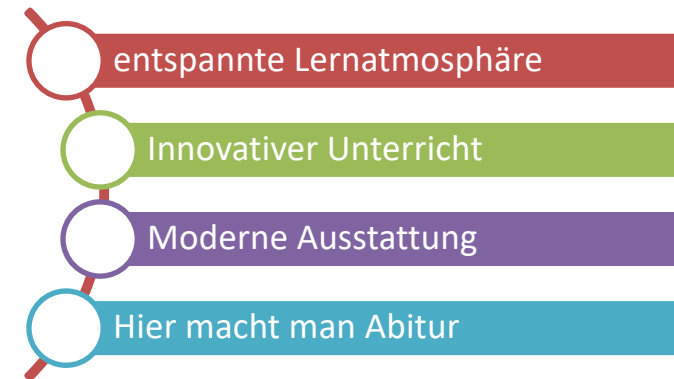 entspannte Lernatmosphäre
Innovativer Unterricht
Moderne Ausstattung
Hier macht man Abitur